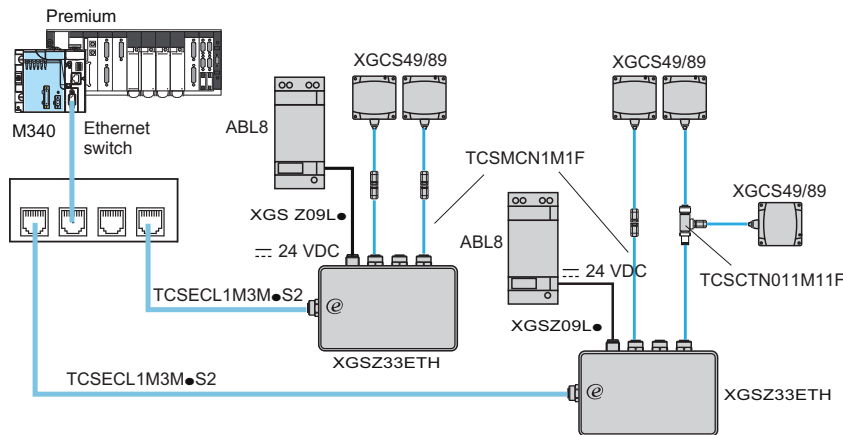 Premium
XGCS49/89
XGCS49/89
ABL8
M340
Ethernet
switch
TCSMCN1M1F
XGCS49/89
XGS Z09L●
ABL8
24 VDC
24 VDC
TCSCTN011M11F
TCSECL1M3M●S2
e
XGSZ09L●
XGSZ33ETH
TCSECL1M3M●S2
e
XGSZ33ETH